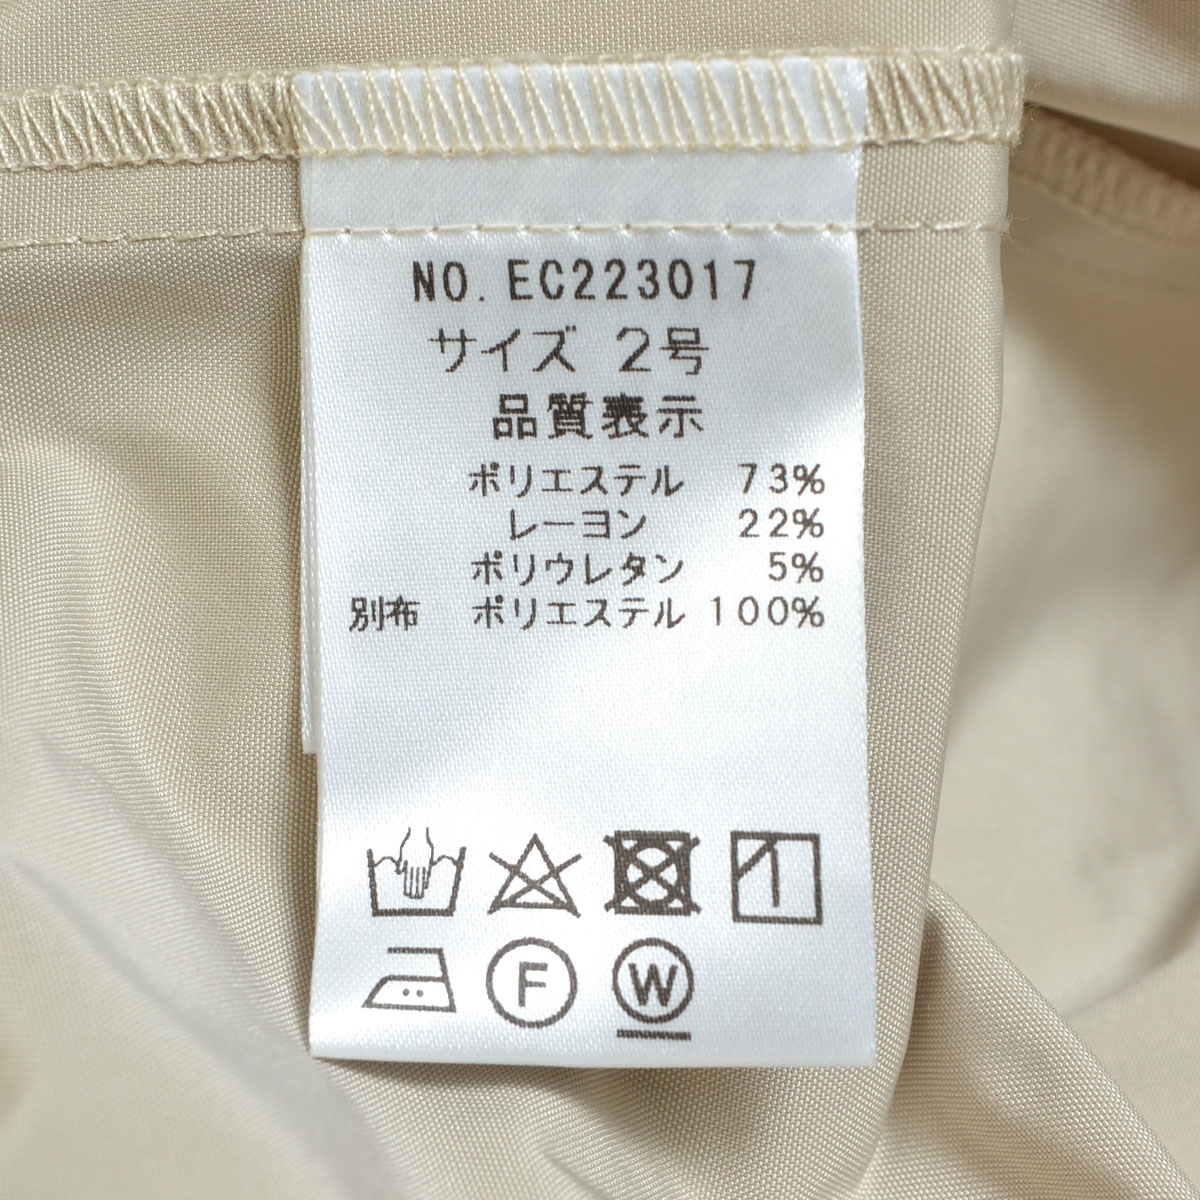 NO. EC223017
サイズ 2号
品質表示
ポリエステル 73%
レーヨン 22%
ポリウレタン 5%
別布 ポリエステル 100%
F W